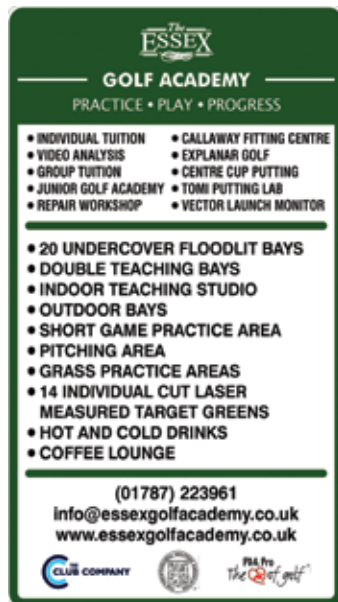 The
ESSEX
GOLF ACADEMY
PRACTICE • PLAY • PROGRESS
• INDIVIDUAL TUITION
• VIDEO ANALYSIS
• GROUP TUITION
• JUNIOR GOLF ACADEMY
• REPAIR WORKSHOP
• CALLAWAY FITTING CENTRE
• EXPLANAR GOLF
• CENTRE CUP PUTTING
• TOMI PUTTING LAB
• VECTOR LAUNCH MONITOR
• 20 UNDERCOVER FLOODLIT BAYS
• DOUBLE TEACHING BAYS
• INDOOR TEACHING STUDIO
• OUTDOOR BAYS
• SHORT GAME PRACTICE AREA
• PITCHING AREA
• GRASS PRACTICE AREAS
• 14 INDIVIDUAL CUT LASER
MEASURED TARGET GREENS
• HOT AND COLD DRINKS
• COFFEE LOUNGE
(01787) 223961
info@essexgolfacademy.co.uk
www.essexgolfacademy.co.uk
THE
CLUB COMPANY
PGA Pro
The of golf